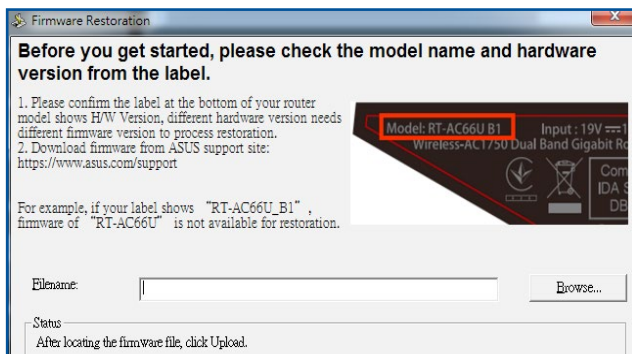 Firmware Restoration
Before you get started, please check the model name and hardware
version from the label.
1. Please confirm the label at the bottom of your router
model shows H/W Version, different hardware version needs
different firmware version to process restoration.
2. Download firmware from ASUS support site:
https://www.asus.com/support
For example, if your label shows “RT-AC66U_B1” ,
firmware of “RT-AC66U” is not available for restoration.
Model: RT-AC66U B1 Input : 19V
Wireless-AC1750 Dual Band Gigabit
Com
IDA
DB
Filename:
Browse...
Status
After locating the firmware file, click Upload.